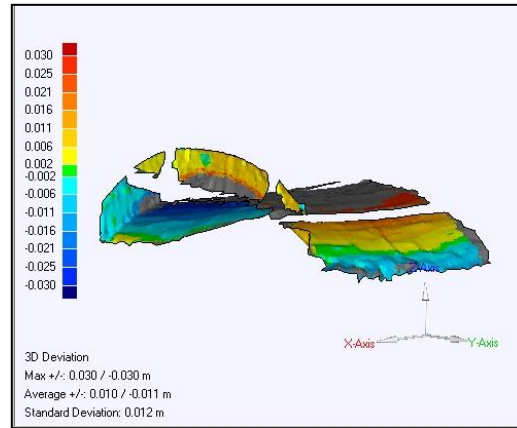 0.030
0.025
0.021
0.016
0.011
0.006
0.002
-0.002
-0.006
-0.011
-0.016
-0.021
-0.025
-0.030
X-Axis
Y-Axis
3D Deviation
Max +/-: 0.030 / -0.030 m
Average +/-: 0.010 / -0.011 m
Standard Deviation: 0.012 m